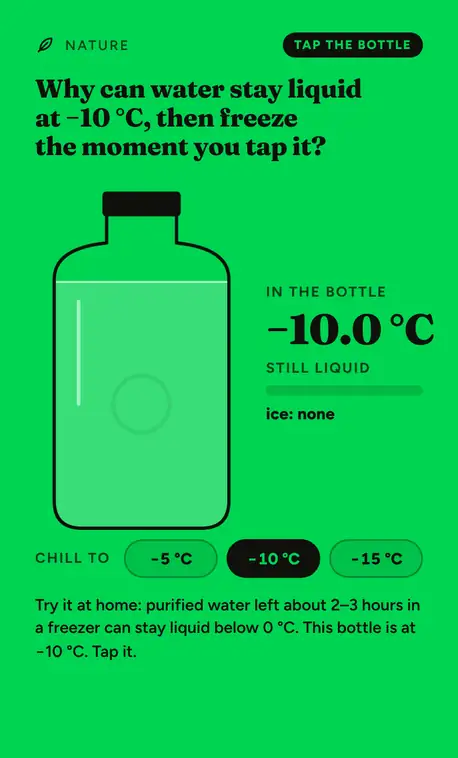 NATURE
TAP THE BOTTLE
Why can water stay liquid
at −10 °C, then freeze
the moment you tap it?
IN THE BOTTLE
−10.0 °C
STILL LIQUID
ice: none
CHILL TO
−5 °C
−10 °C
−15 °C
Try it at home: purified water left about 2–3 hours in
a freezer can stay liquid below 0 °C. This bottle is at
−10 °C. Tap it.